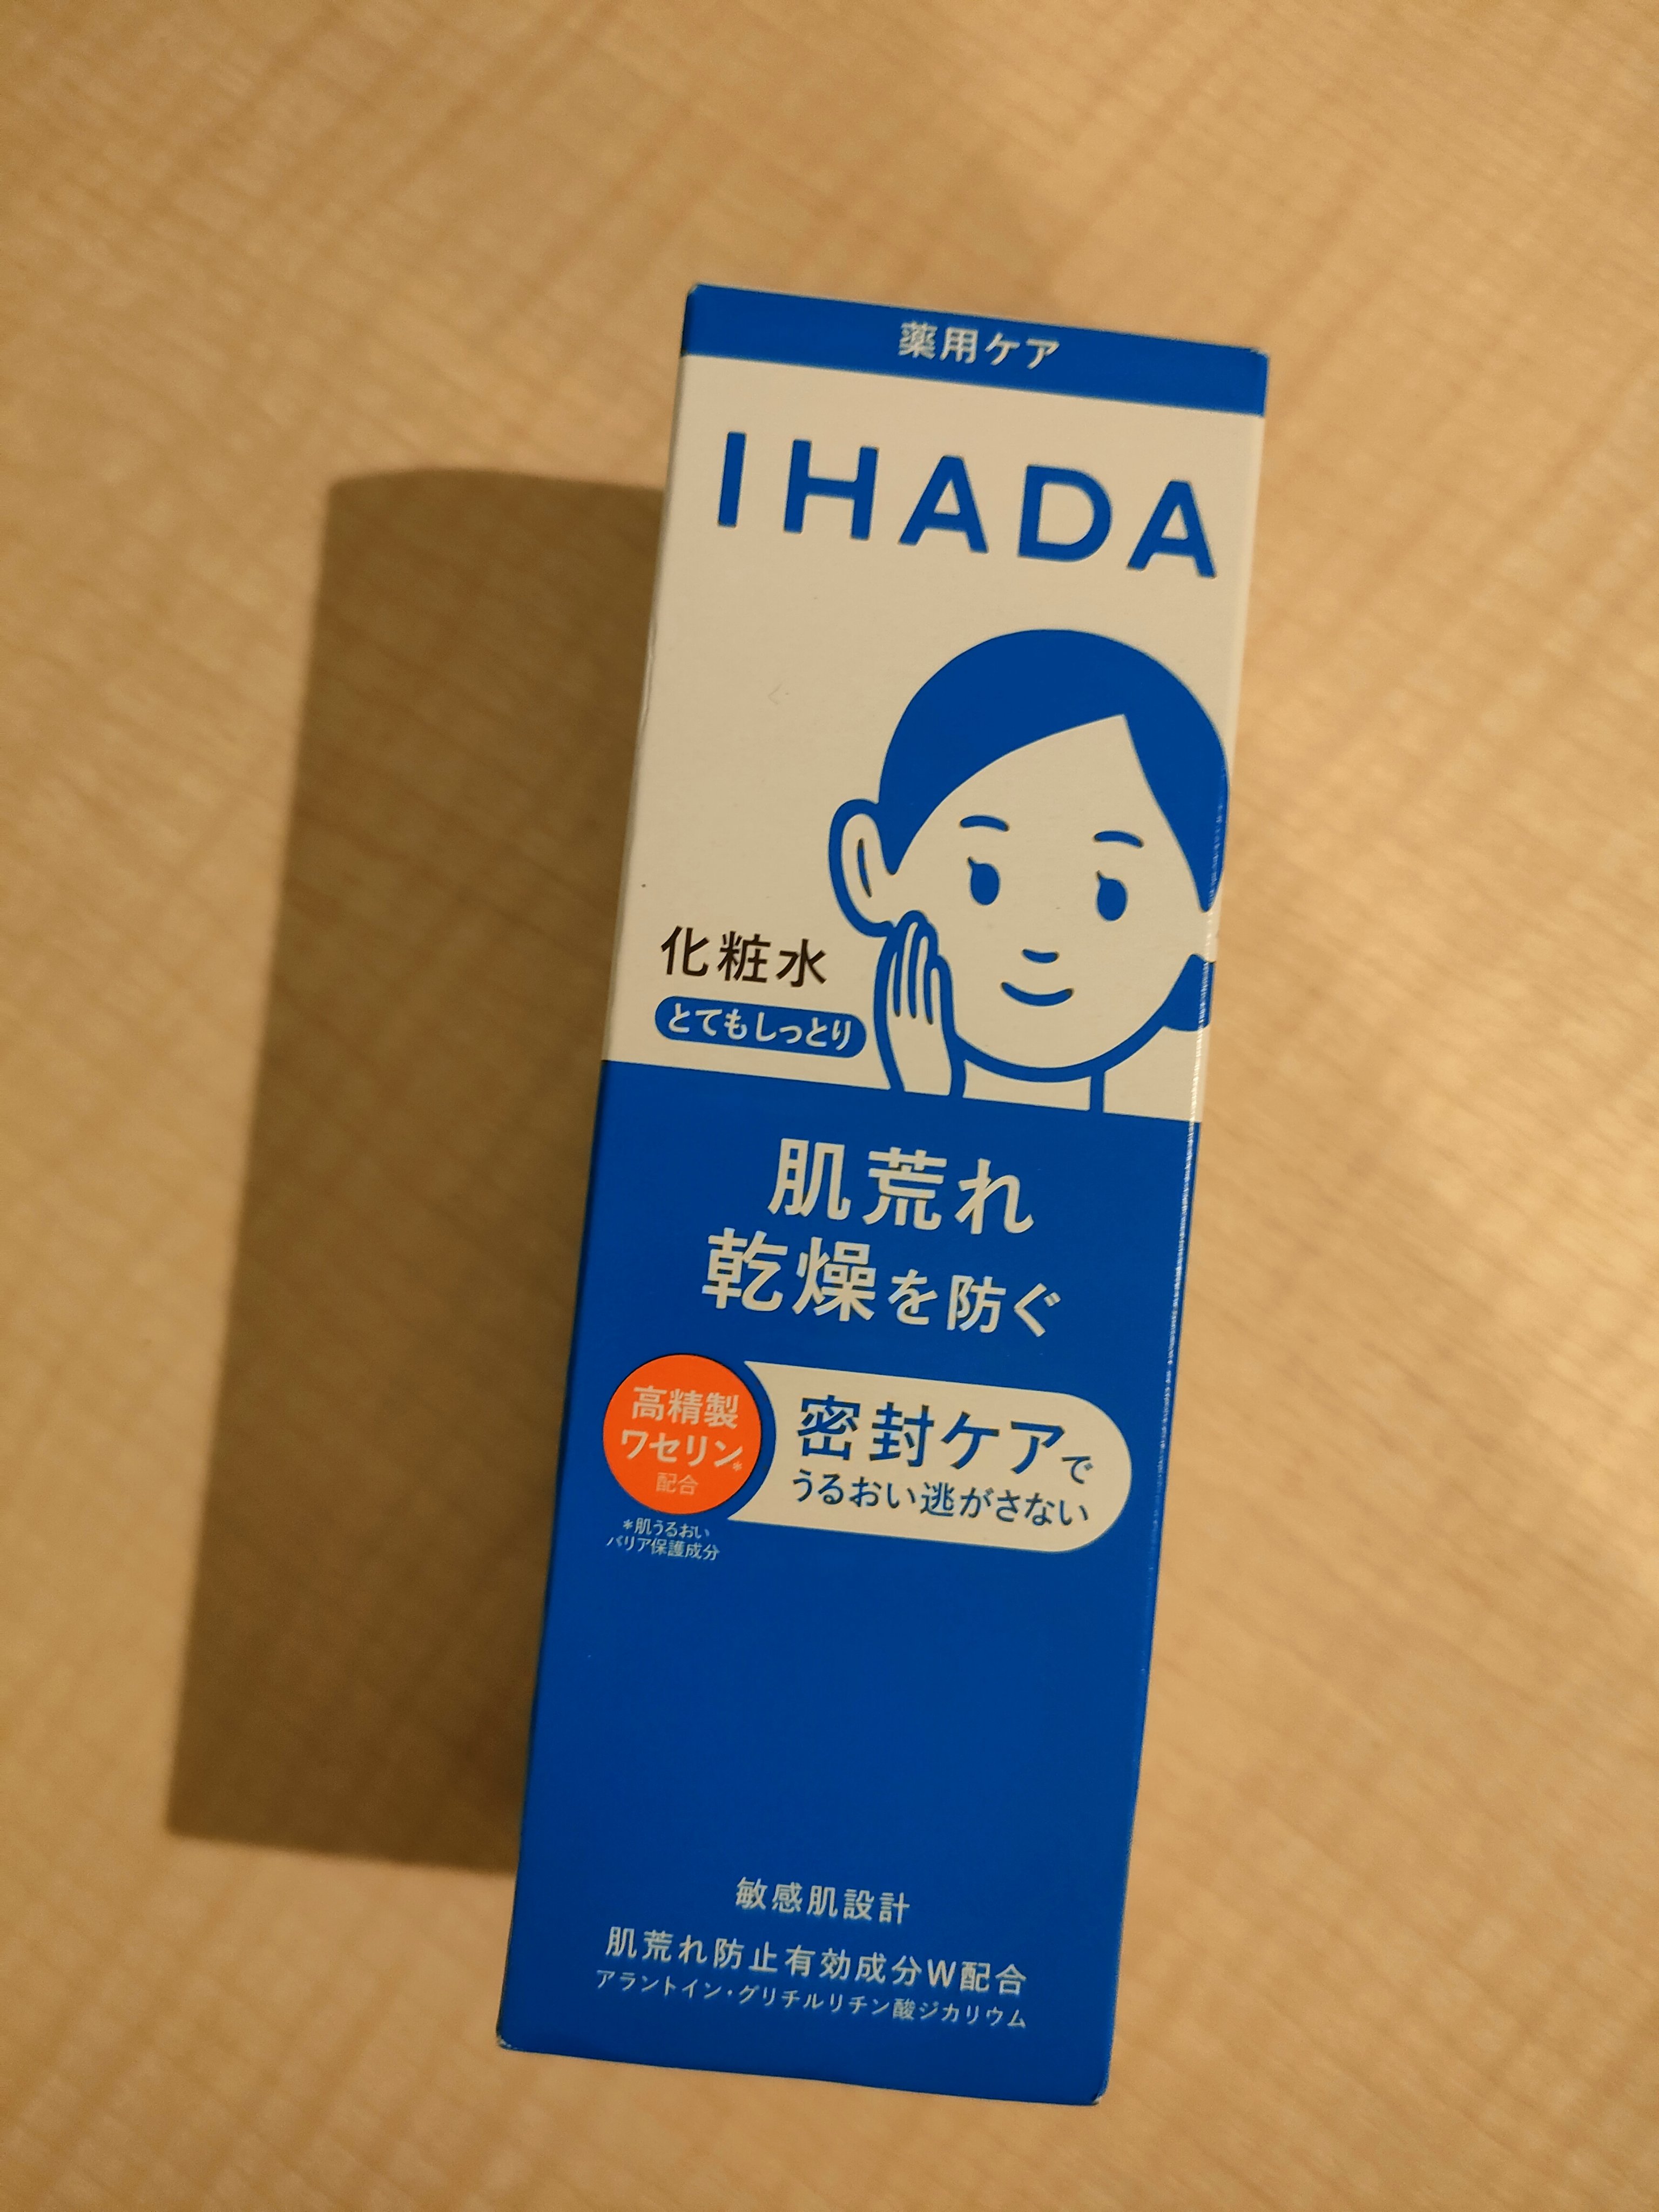 薬用ケア
IHADA
化粧水
とてもしっとり
肌荒れ
乾燥を防ぐ
高精製
ワセリン*
配合
*肌うるおい
バリア保護成分
密封ケアで
うるおい逃がさない
敏感肌設計
肌荒れ防止有効成分W配合
アラントイン・グリチルリチン酸ジカリウム